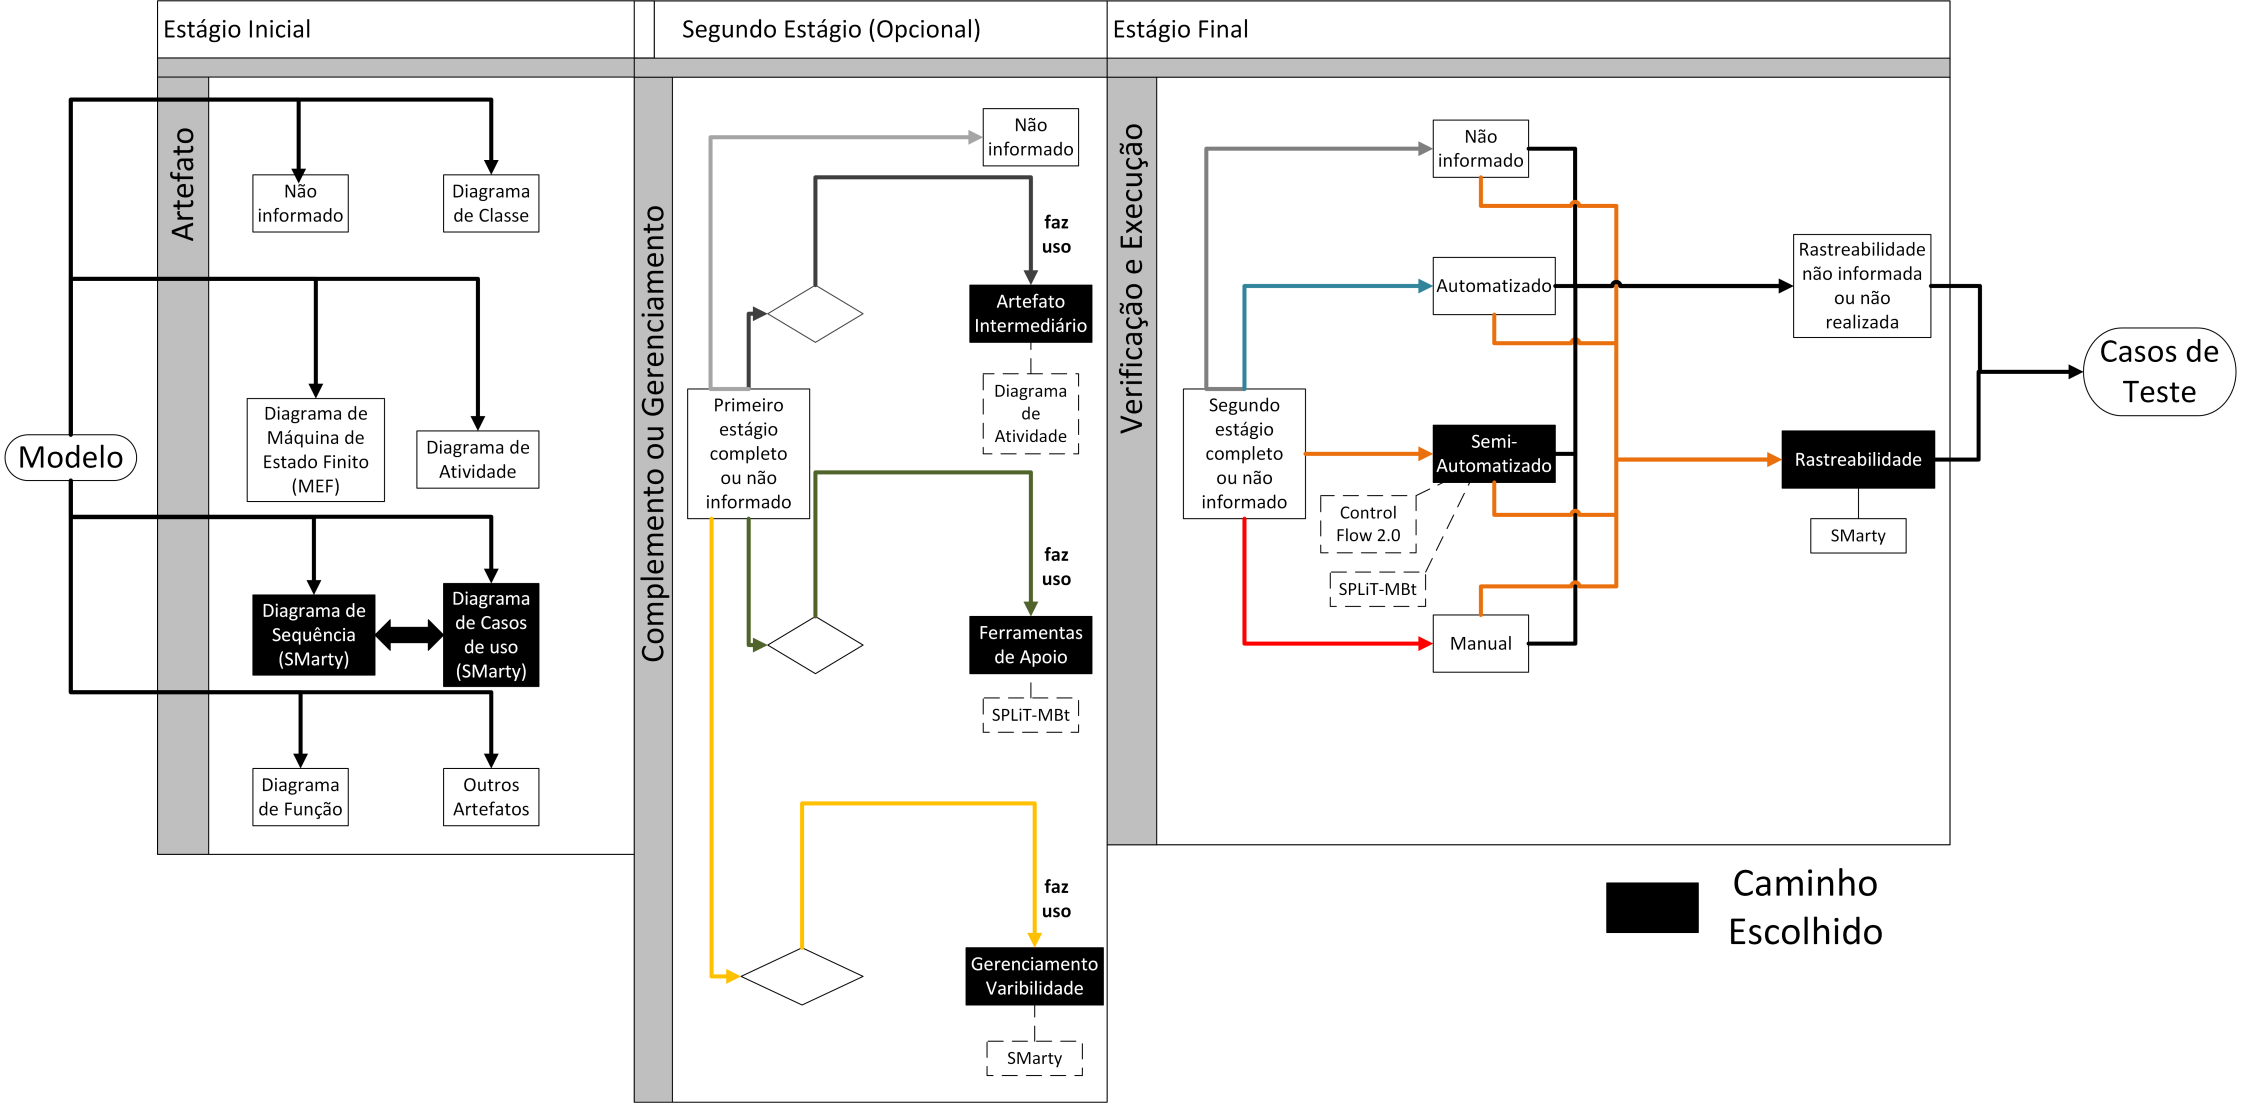 Estágio Inicial
Segundo Estágio (Opcional)
Estágio Final
Artefato
Complemento ou Gerenciamento
Verificação e Execução
Modelo
Não
informado
Diagrama
de Classe
Diagrama de
Máquina de
Estado Finito
(MEF)
Diagrama de
Atividade
Diagrama de
Sequência
(SMarty)
Diagrama
de Casos
de uso
(SMarty)
Diagrama
de Função
Outros
Artefatos
Primeiro
estágio
completo
ou não
informado
Não
informado
faz
uso
Artefato
Intermediário
Diagrama
de
Atividade
faz
uso
Ferramentas
de Apoio
SPLiT-MBt
faz
uso
Gerenciamento
Varibilidade
SMarty
Segundo
estágio
completo
ou não
informado
Não
informado
Automatizado
Semi-
Automatizado
Control
Flow 2.0
SPLiT-MBt
Manual
Rastreabilidade
não informada
ou não
realizada
Rastreabilidade
SMarty
Casos de
Teste
Caminho
Escolhido